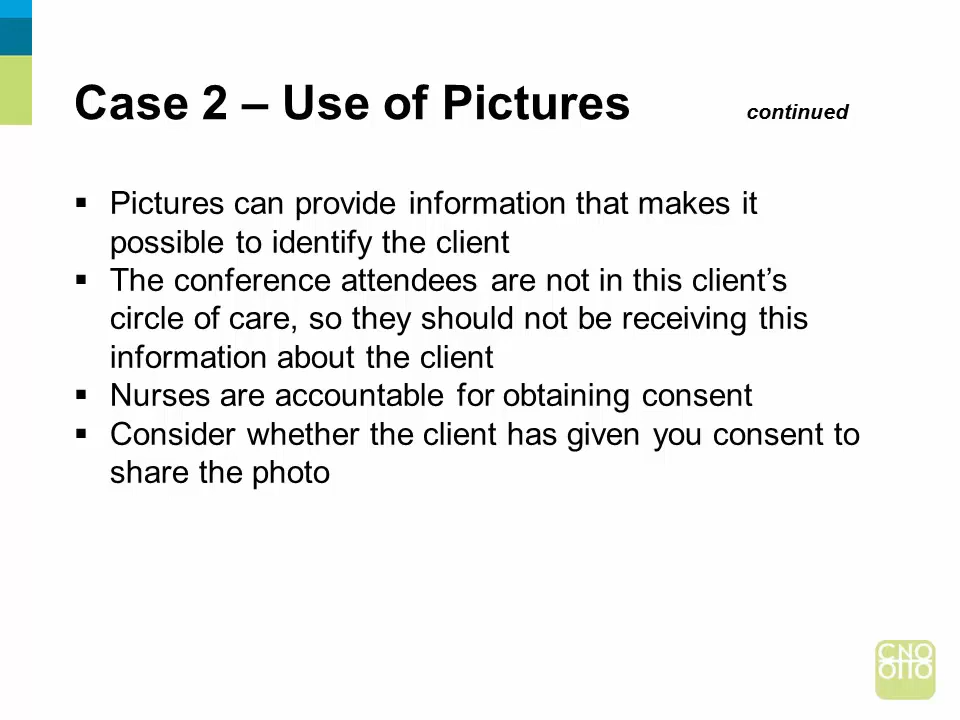 Case 2 – Use of Pictures continued
▪ Pictures can provide information that makes it
possible to identify the client
▪ The conference attendees are not in this client’s
circle of care, so they should not be receiving this
information about the client
▪ Nurses are accountable for obtaining consent
▪ Consider whether the client has given you consent to
share the photo
CNO
OIIO